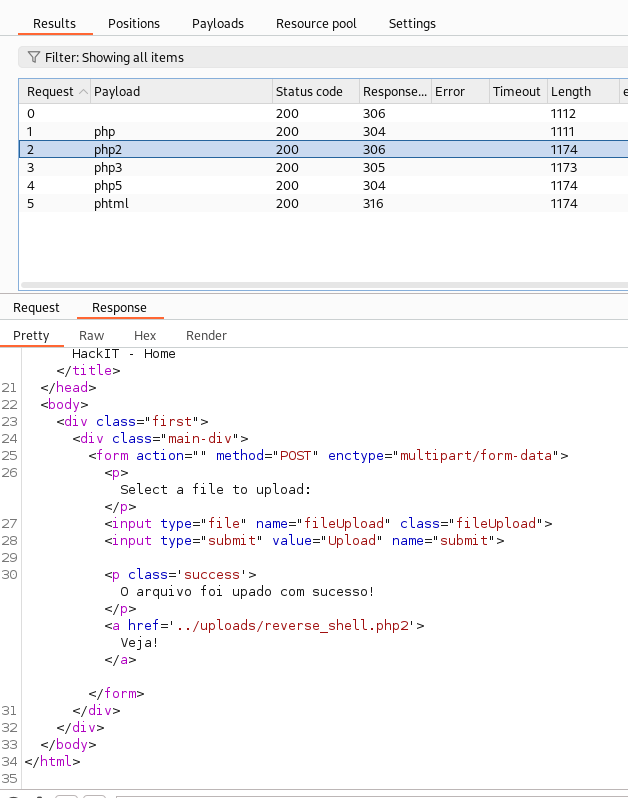 Results Positions Payloads Resource pool Settings
Filter: Showing all items
Request Payload Status code Response... Error Timeout Length e
0 200 306 1112
1 php 200 304 1111
2 php2 200 306 1174
3 php3 200 305 1173
4 php5 200 304 1174
5 phtml 200 316 1174
Request Response
Pretty Raw Hex Render
HackIT - Home
</title>
21 </head>
22 <body>
23 <div class="first">
24 <div class="main-div">
25 <form action="" method="POST" enctype="multipart/form-data">
26 <p>
Select a file to upload:
</p>
27 <input type="file" name="fileUpload" class="fileUpload">
28 <input type="submit" value="Upload" name="submit">
29
30 <p class='success'>
O arquivo foi upado com sucesso!
</p>
<a href='../uploads/reverse_shell.php2'>
Veja!
</a>
</form>
31 </div>
32 </div>
33 </body>
34 </html>
35